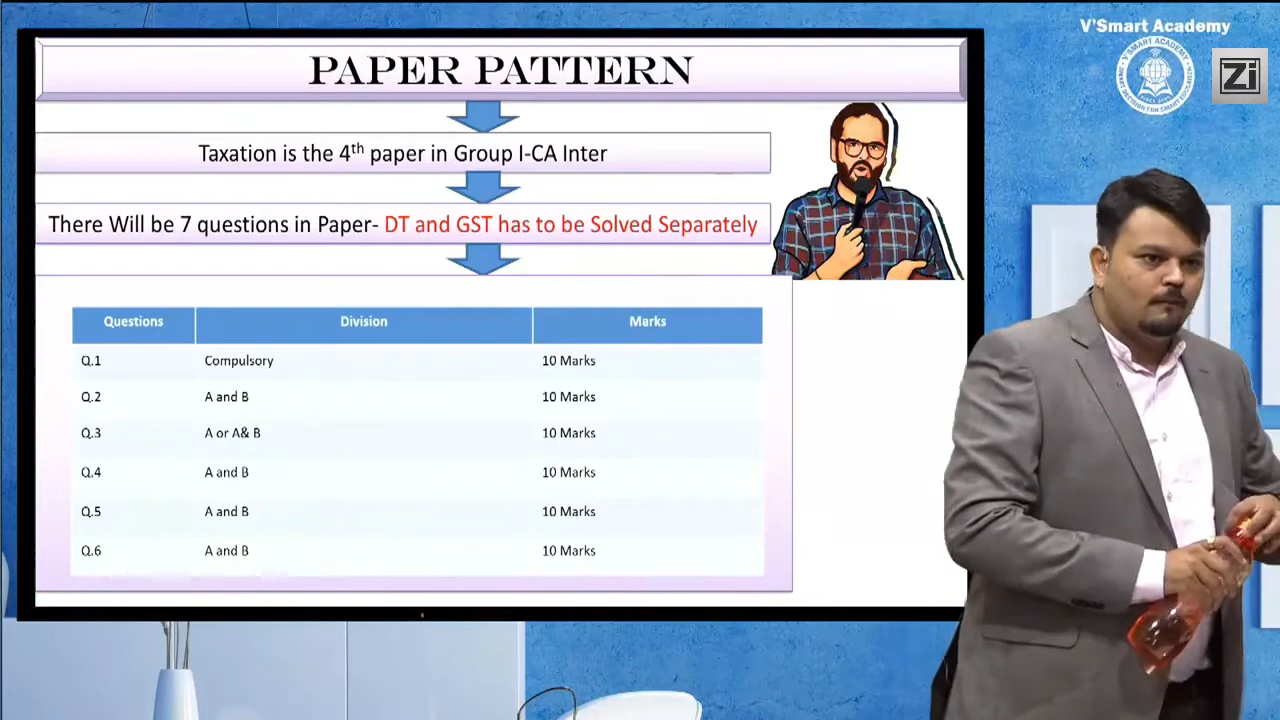 V'Smart Academy
Zi
PAPER PATTERN
Taxation is the 4th paper in Group I-CA Inter
There Will be 7 questions in Paper- DT and GST has to be Solved Separately
Questions Division Marks
Q.1 Compulsory 10 Marks
Q.2 A and B 10 Marks
Q.3 A or A& B 10 Marks
Q.4 A and B 10 Marks
Q.5 A and B 10 Marks
Q.6 A and B 10 Marks